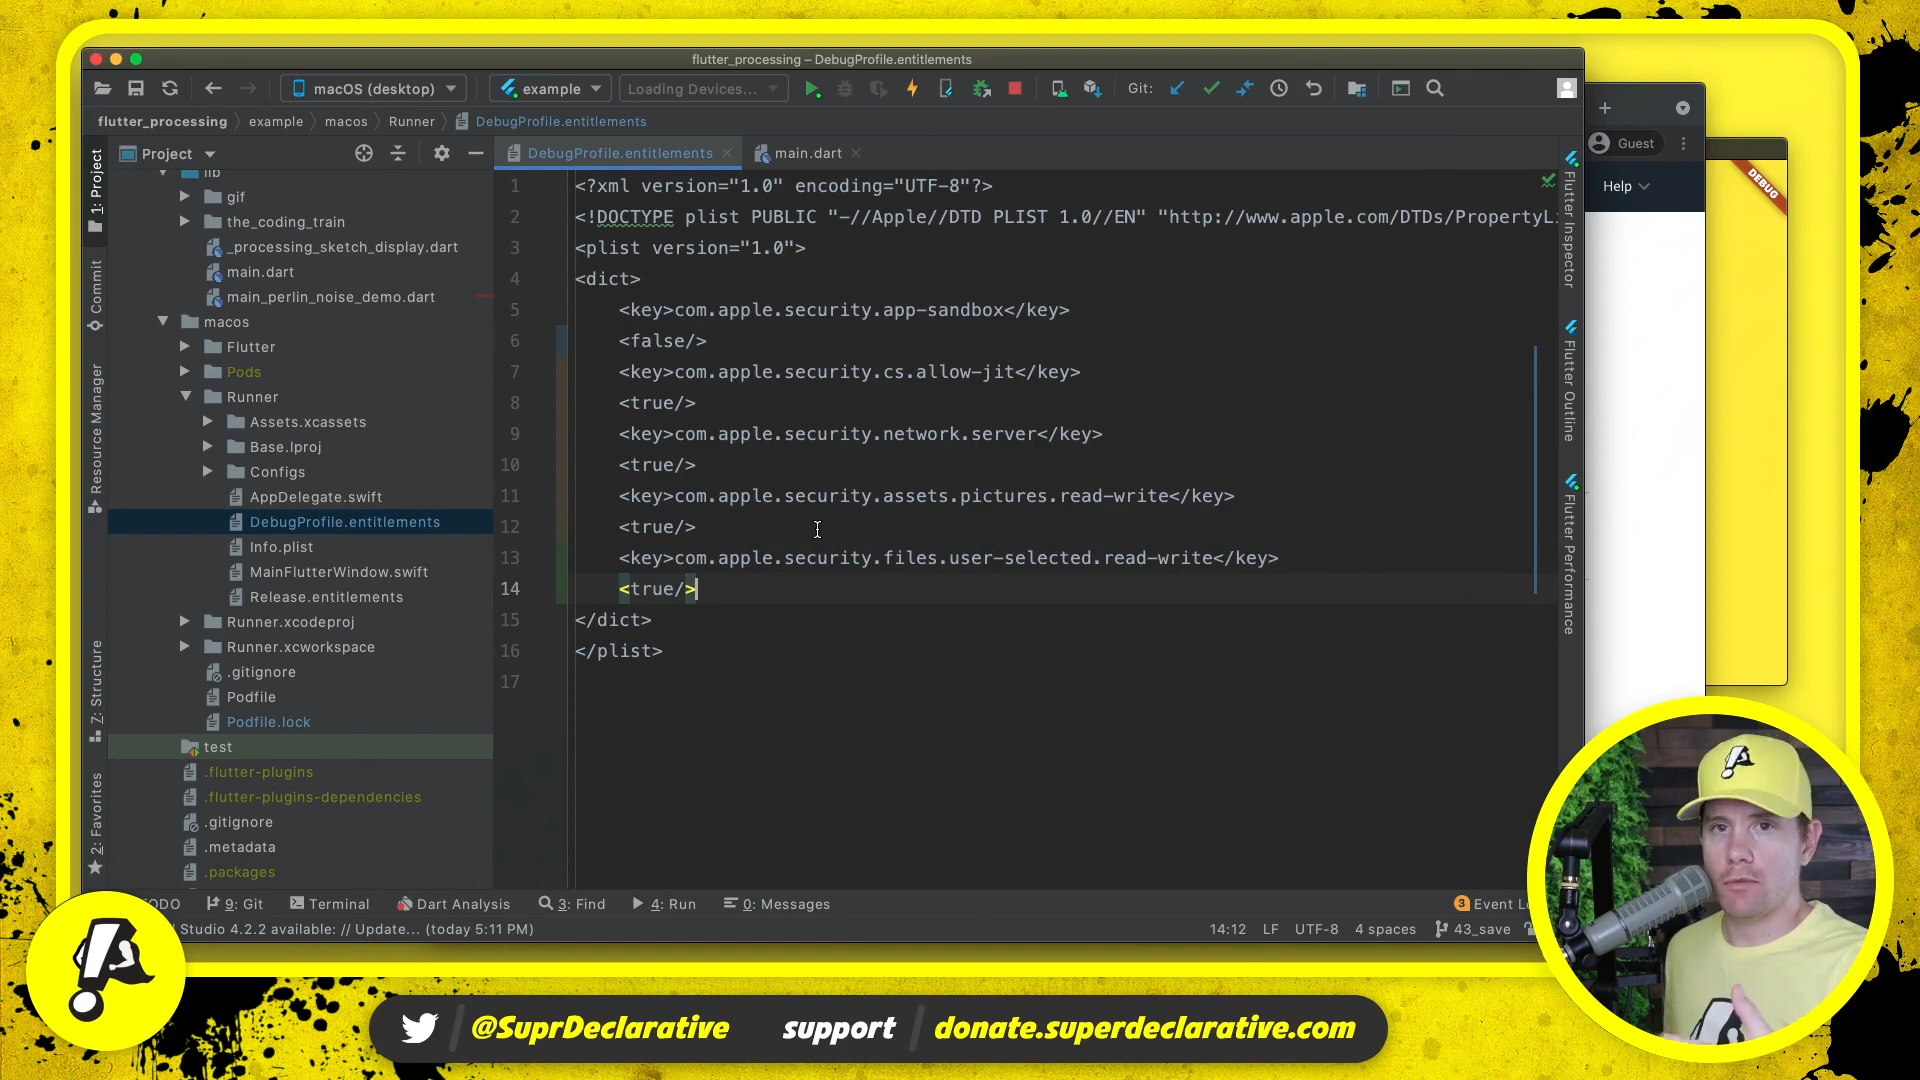 flutter_processing – DebugProfile.entitlements
macOS (desktop)
example
Loading Devices...
Git:
flutter_processing
example
macos
Runner
DebugProfile.entitlements
Guest
Help
DEBUG
1: Project
Commit
Resource Manager
7: Structure
2: Favorites
Project
lib
gif
the_coding_train
_processing_sketch_display.dart
main.dart
main_perlin_noise_demo.dart
macos
Flutter
Pods
Runner
Assets.xcassets
Base.lproj
Configs
AppDelegate.swift
DebugProfile.entitlements
Info.plist
MainFlutterWindow.swift
Release.entitlements
Runner.xcodeproj
Runner.xcworkspace
.gitignore
Podfile
Podfile.lock
test
.flutter-plugins
.flutter-plugins-dependencies
.gitignore
.metadata
.packages
DebugProfile.entitlements
main.dart
1 <?xml version="1.0" encoding="UTF-8"?>
2 <!DOCTYPE plist PUBLIC "-//Apple//DTD PLIST 1.0//EN" "http://www.apple.com/DTDs/PropertyLi
3 <plist version="1.0">
4 <dict>
5 <key>com.apple.security.app-sandbox</key>
6 <false/>
7 <key>com.apple.security.cs.allow-jit</key>
8 <true/>
9 <key>com.apple.security.network.server</key>
10 <true/>
11 <key>com.apple.security.assets.pictures.read-write</key>
12 <true/>
13 <key>com.apple.security.files.user-selected.read-write</key>
14 <true/>
15 </dict>
16 </plist>
17
Flutter Inspector
Flutter Outline
Flutter Performance
ODO
9: Git
Terminal
Dart Analysis
3: Find
4: Run
0: Messages
3 Event Lo
Studio 4.2.2 available: // Update... (today 5:11 PM)
14:12
LF
UTF-8
4 spaces
43_save
@SuprDeclarative
support
donate.superdeclarative.com